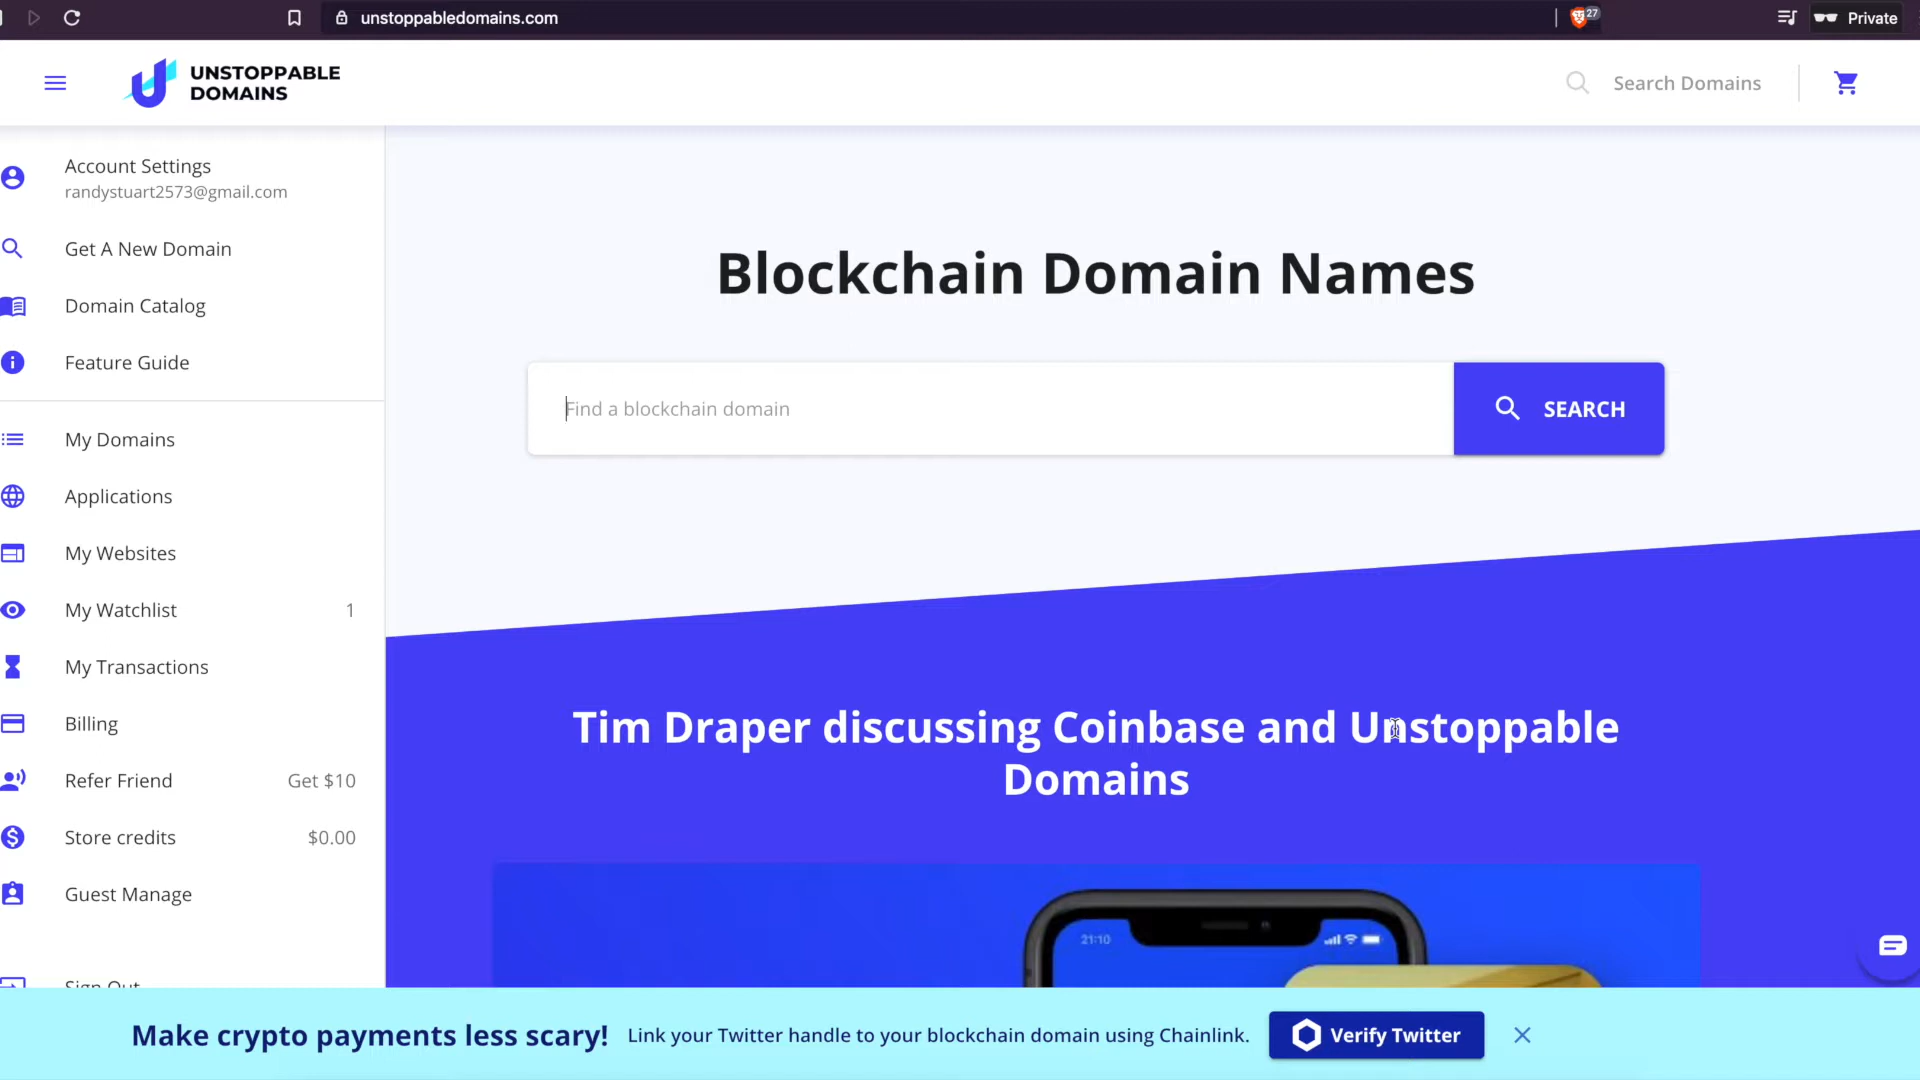 unstoppabledomains.com
27
Private
UNSTOPPABLE
DOMAINS
Search Domains
Account Settings
randystuart2573@gmail.com
Get A New Domain
Domain Catalog
Feature Guide
My Domains
Applications
My Websites
My Watchlist 1
My Transactions
Billing
Refer Friend Get $10
Store credits $0.00
Guest Manage
Sign Out
Blockchain Domain Names
Find a blockchain domain
SEARCH
Tim Draper discussing Coinbase and Unstoppable
Domains
21:10
Make crypto payments less scary! Link your Twitter handle to your blockchain domain using Chainlink. Verify Twitter